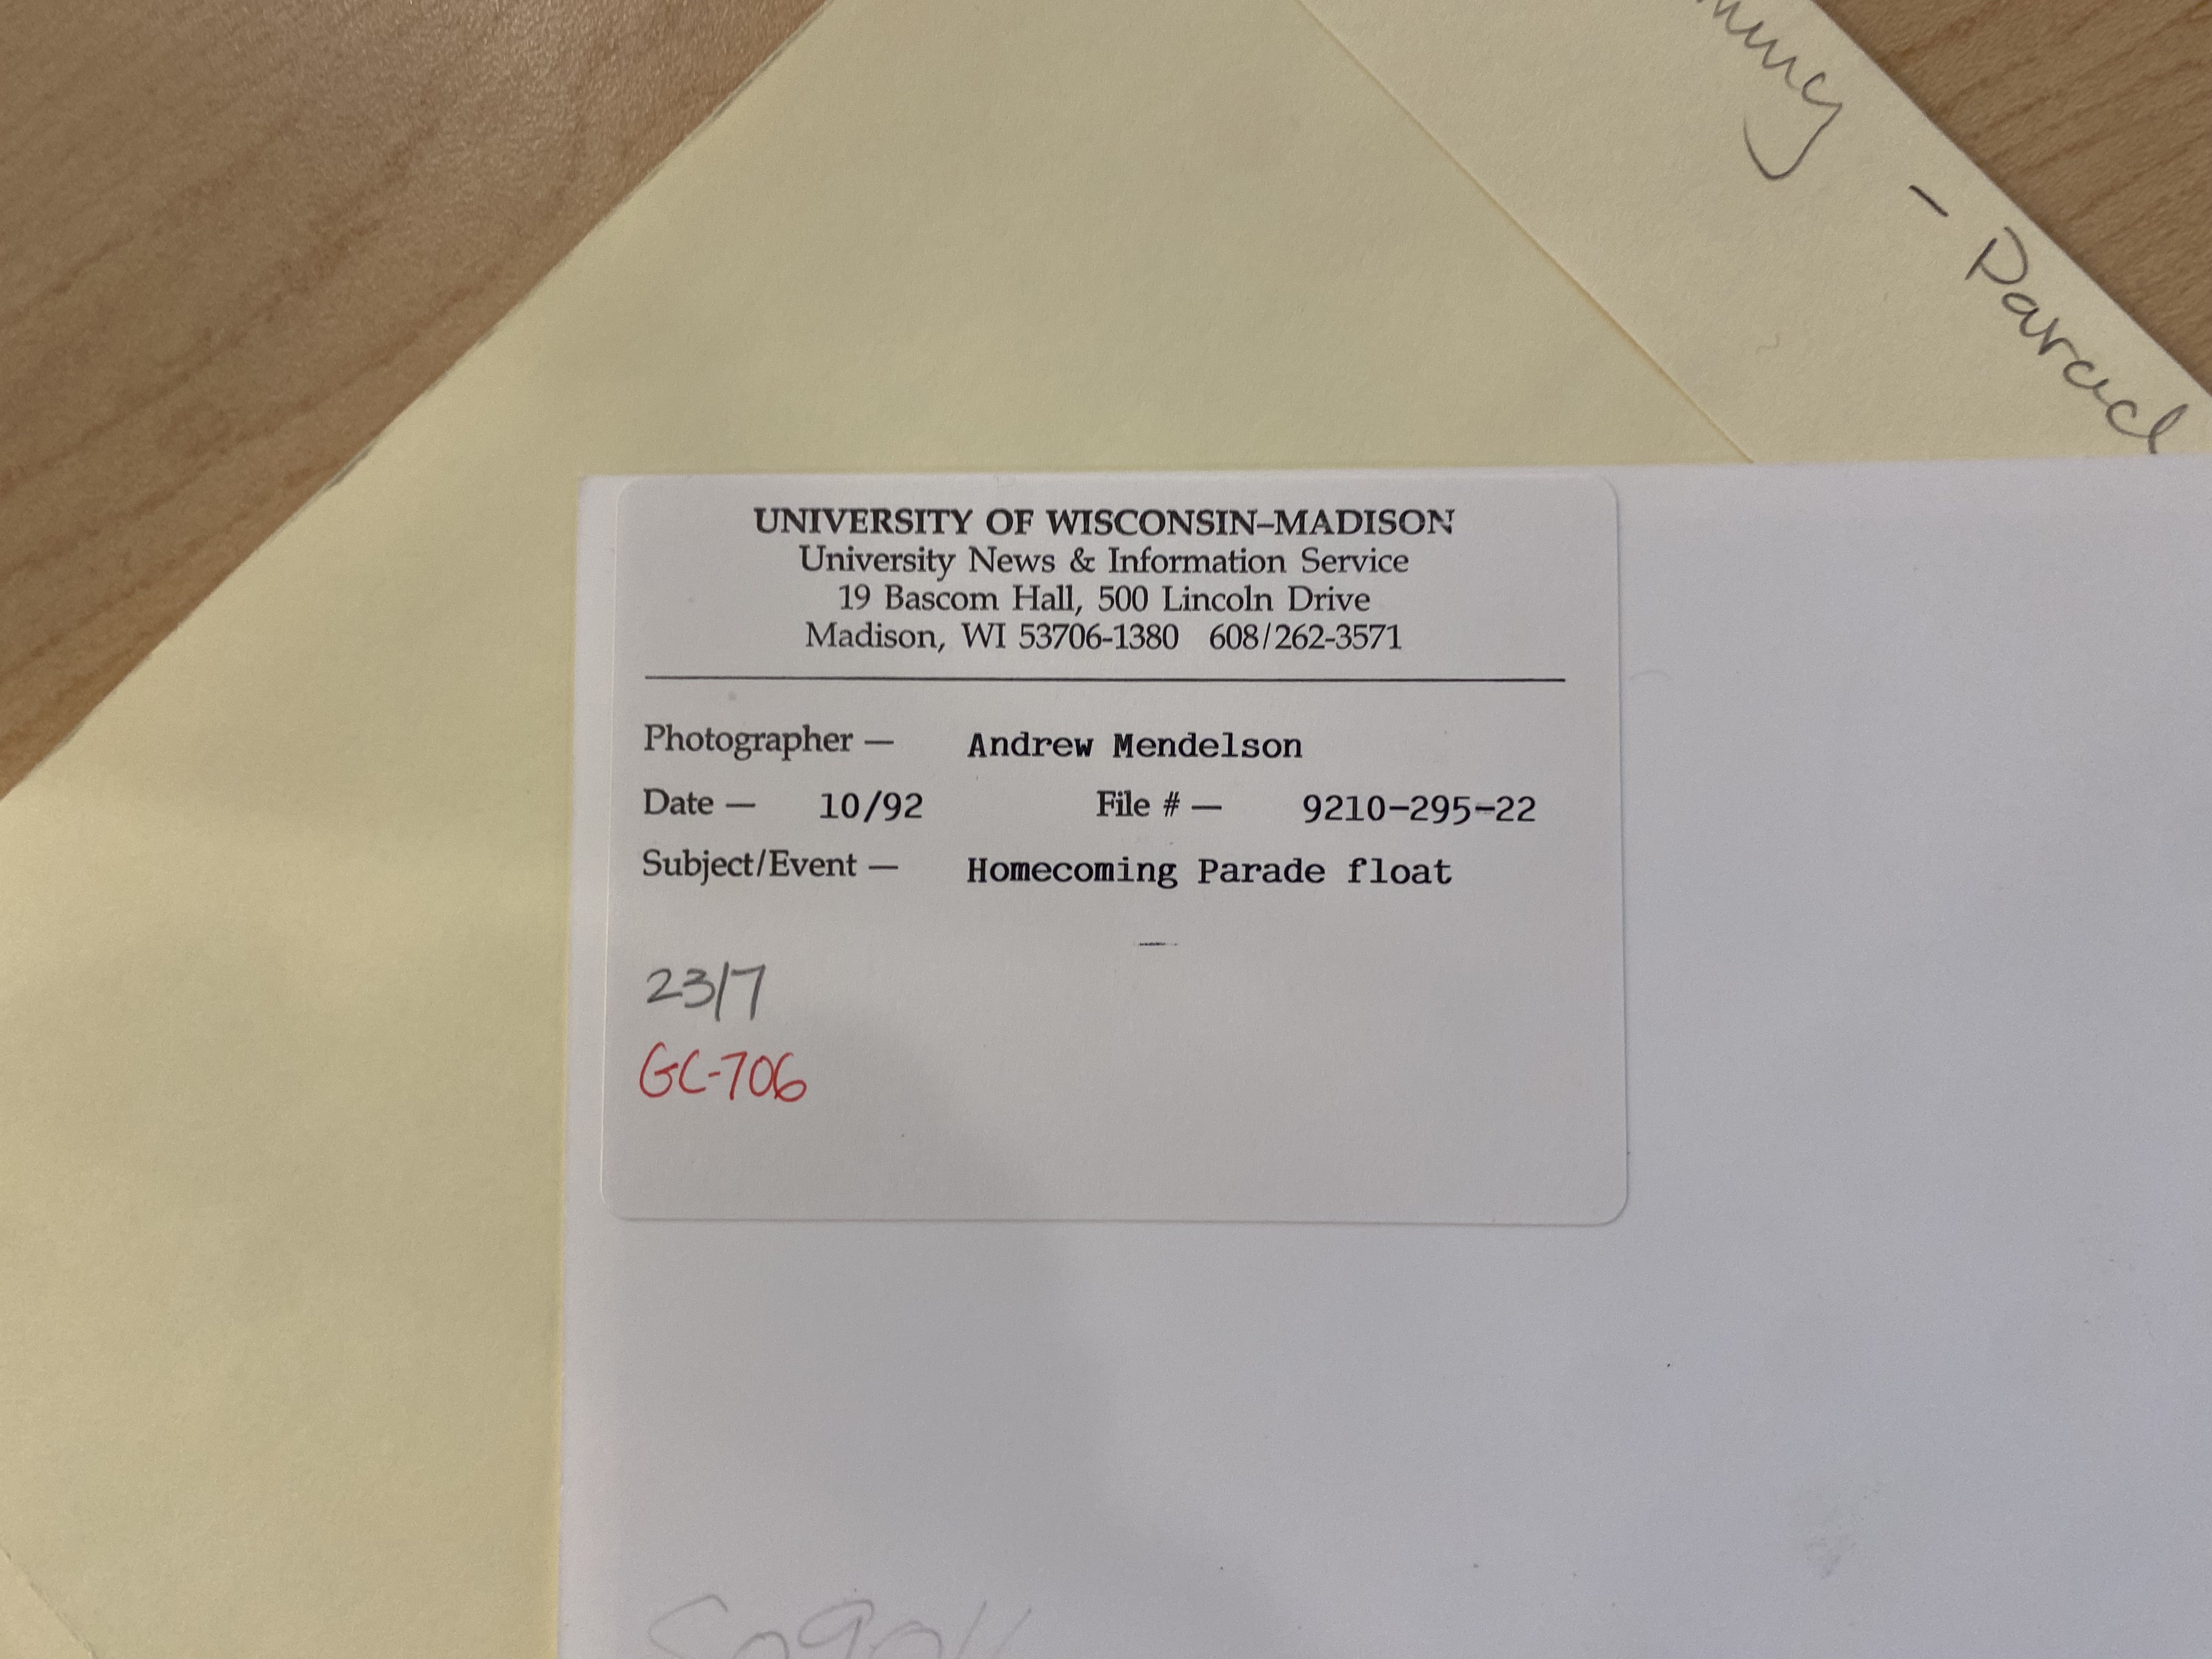 UNIVERSITY OF WISCONSIN–MADISON
University News & Information Service
19 Bascom Hall, 500 Lincoln Drive
Madison, WI 53706-1380 608/262-3571
Photographer — Andrew Mendelson
Date — 10/92 File # — 9210-295-22
Subject/Event — Homecoming Parade float
23/7
GC-706